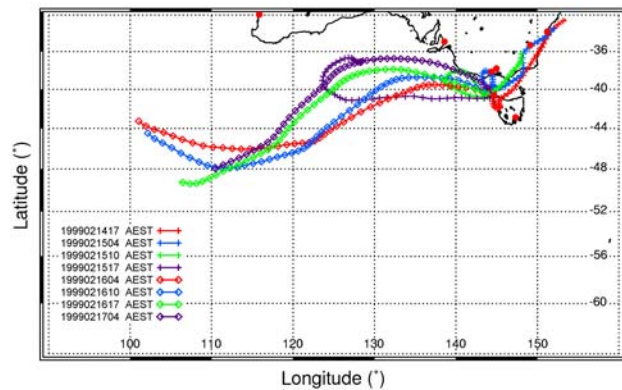 -36
-40
-44
-48
-52
-56
-60
Latitude (°)
1999021417 AEST
1999021504 AEST
1999021510 AEST
1999021517 AEST
1999021604 AEST
1999021610 AEST
1999021617 AEST
1999021704 AEST
100 110 120 130 140 150
Longitude (°)